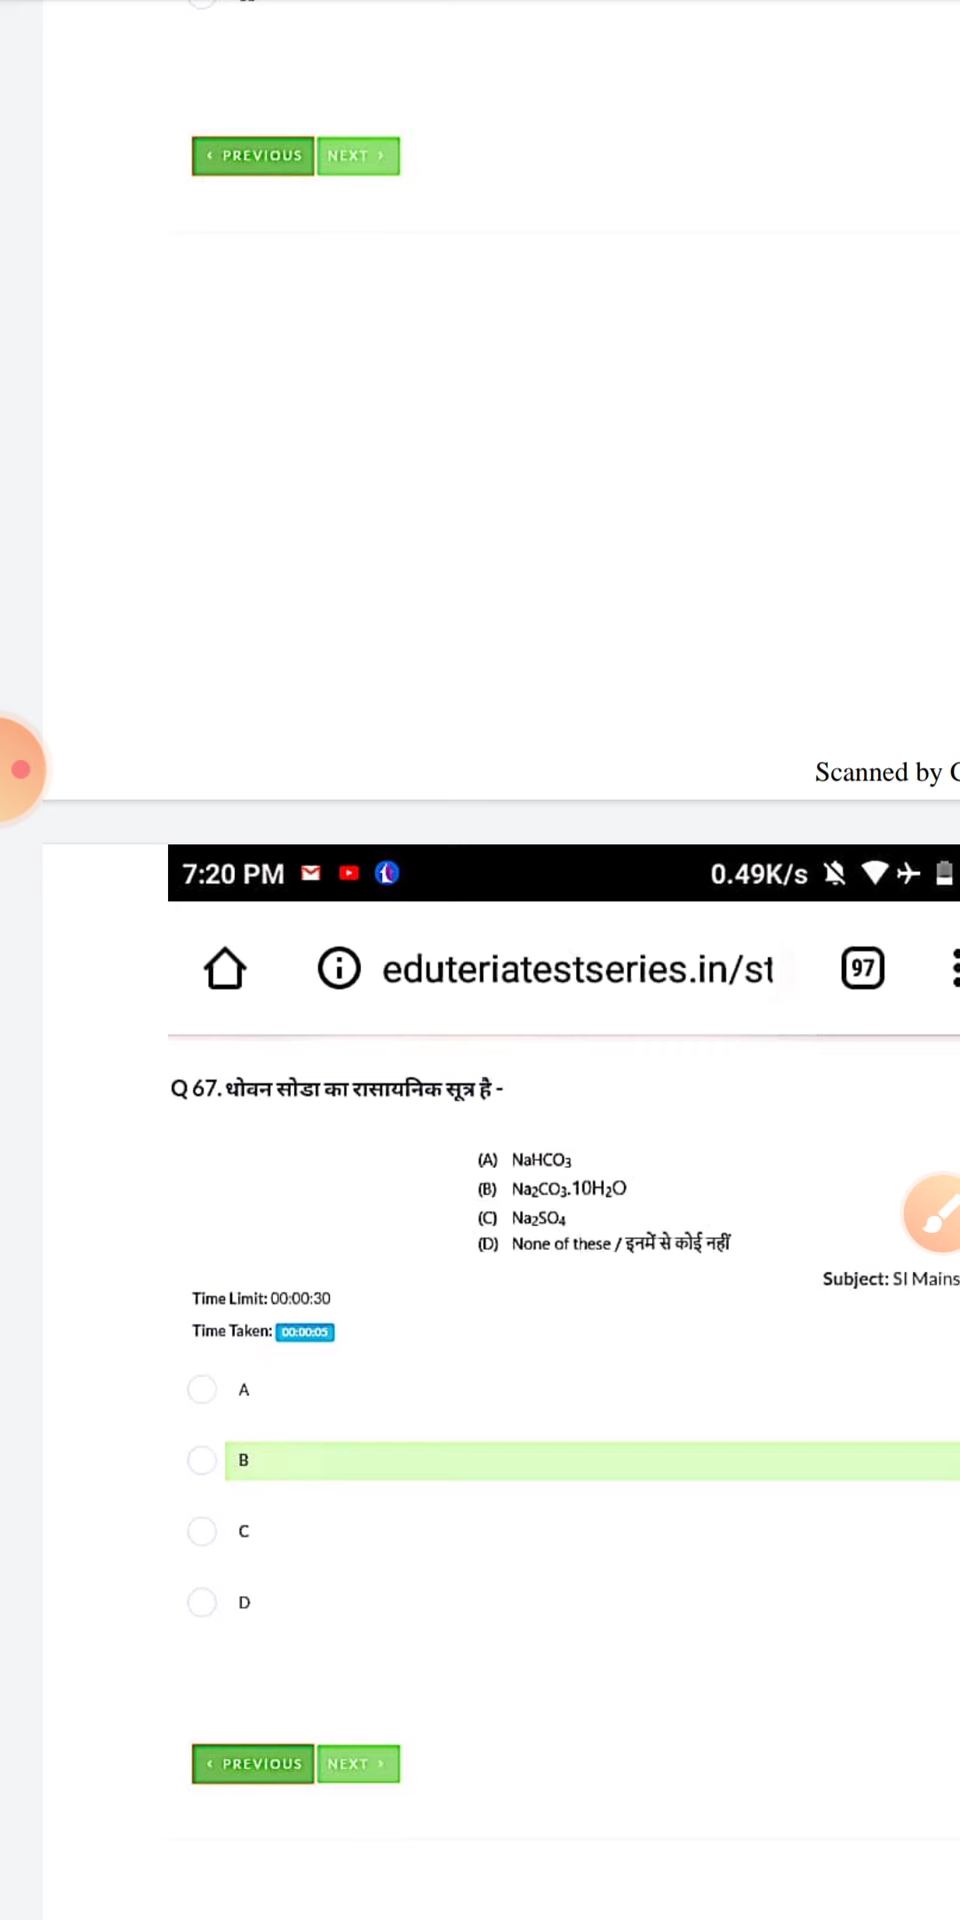 ‹ PREVIOUS NEXT ›
Scanned by
7:20 PM 0.49K/s
eduteriatestseries.in/st 97
Q 67. धोवन सोडा का रासायनिक सूत्र है -
(A) NaHCO₃
(B) Na₂CO₃.10H₂O
(C) Na₂SO₄
(D) None of these / इनमें से कोई नहीं
Subject: SI Mains
Time Limit: 00:00:30
Time Taken: 00:00:05
A
B
C
D
‹ PREVIOUS NEXT ›